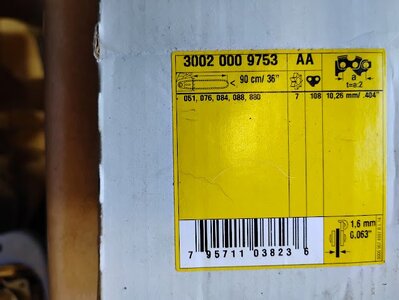 3002 000 9753 AA
a
t=a:2
< 90 cm/ 36"
051, 076, 084, 088, 880 7 108 10,26 mm/ .404"
1.6 mm
0.063"
7 95711 03823 6